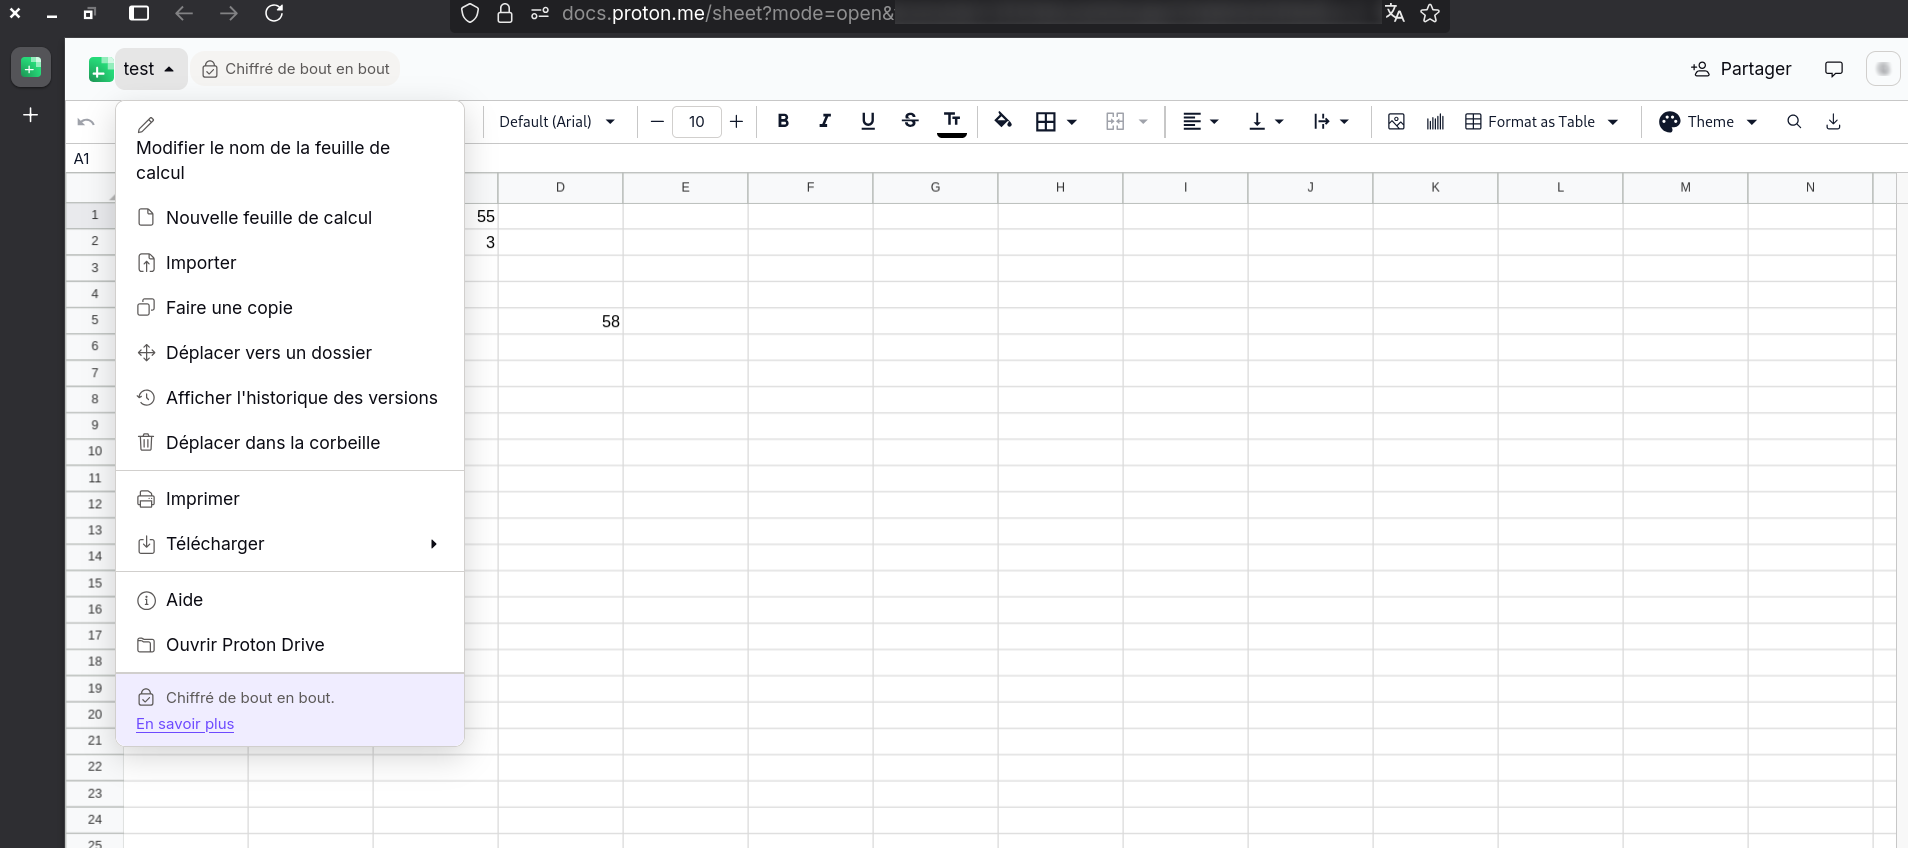 docs.proton.me/sheet?mode=open&
test
Chiffré de bout en bout
Partager
Default (Arial)
10
B
I
U
S
Tт
Format as Table
Theme
A1
D E F G H I J K L M N
Modifier le nom de la feuille de
calcul
Nouvelle feuille de calcul
Importer
Faire une copie
Déplacer vers un dossier
Afficher l'historique des versions
Déplacer dans la corbeille
Imprimer
Télécharger
Aide
Ouvrir Proton Drive
Chiffré de bout en bout.
En savoir plus
1 55
2 3
3
4
5 58
6
7
8
9
10
11
12
13
14
15
16
17
18
19
20
21
22
23
24
25